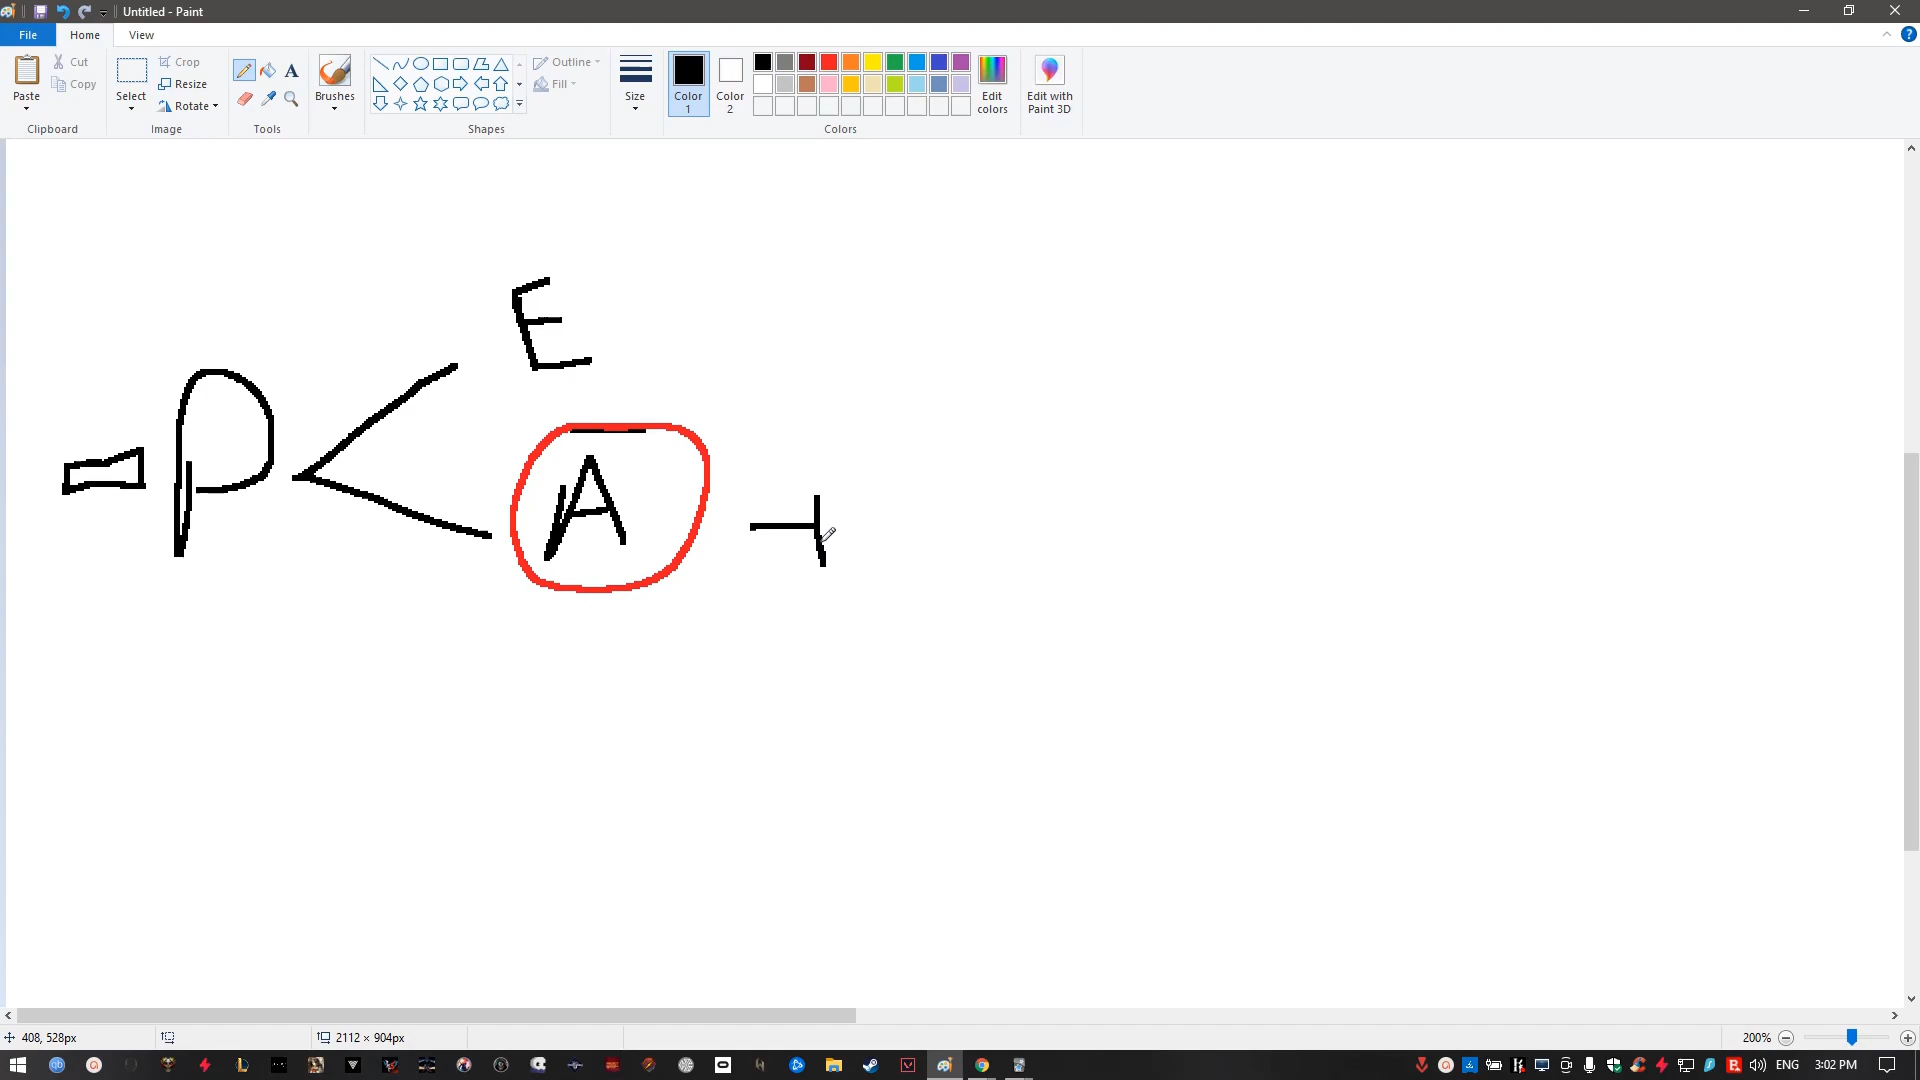 Untitled - Paint
File Home View
Paste
Cut
Copy
Clipboard
Select
Crop
Resize
Rotate
Image
Tools
Brushes
Shapes
Outline
Fill
Size
Color 1
Color 2
Colors
Edit colors
Edit with Paint 3D
E
P
A
408, 528px
2112 × 904px
200%
ENG
3:02 PM